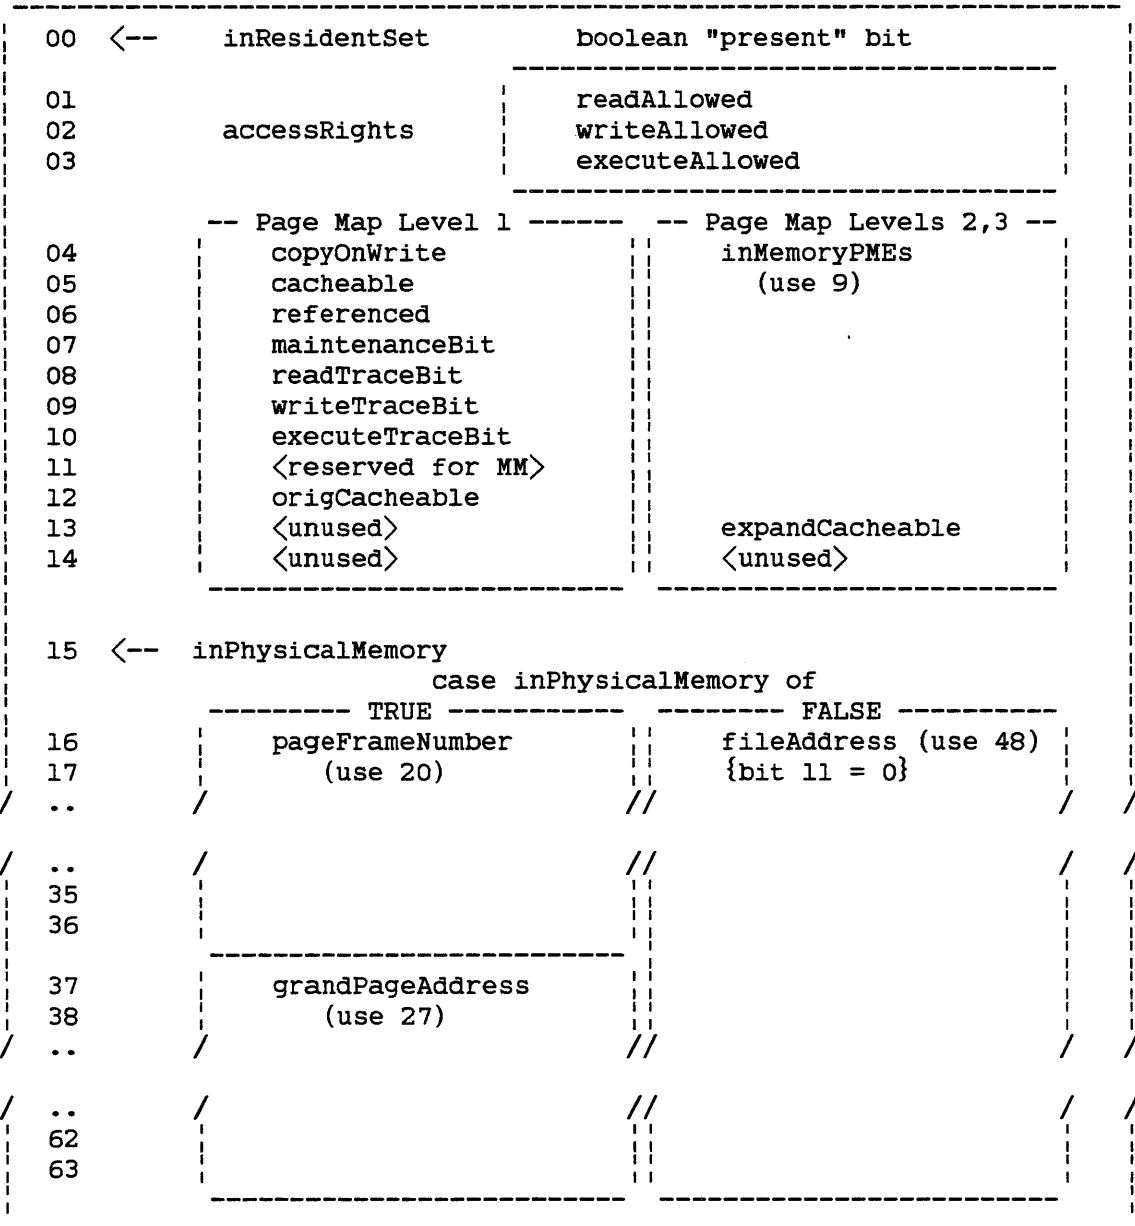 00 <-- inResidentSet boolean "present" bit
01 readAllowed
02 accessRights writeAllowed
03 executeAllowed
-- Page Map Level 1 ------ -- Page Map Levels 2,3 --
04 copyOnWrite inMemoryPMEs
05 cacheable (use 9)
06 referenced
07 maintenanceBit
08 readTraceBit
09 writeTraceBit
10 executeTraceBit
11 <reserved for MM>
12 origCacheable
13 <unused> expandCacheable
14 <unused> <unused>
15 <-- inPhysicalMemory
case inPhysicalMemory of
--------- TRUE ----------- -------- FALSE ----------
16 pageFrameNumber fileAddress (use 48)
17 (use 20) {bit 11 = 0}
/ .. / // / /
/ .. / // / /
35
36
37 grandPageAddress
38 (use 27)
/ .. / // / /
/ .. / // / /
62
63